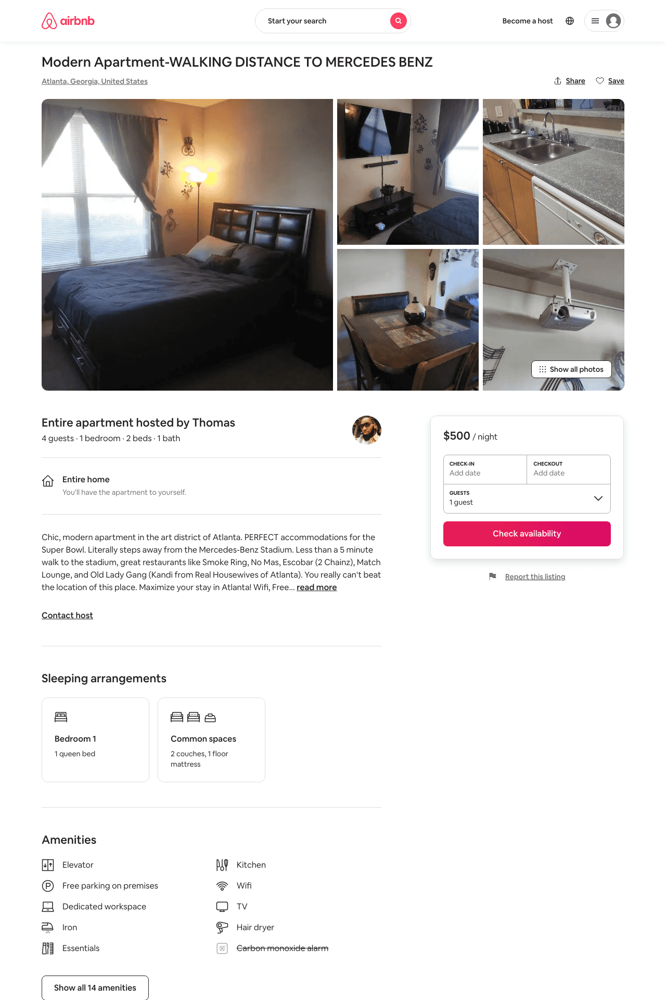 airbnb
Start your search
Become a host
Modern Apartment-WALKING DISTANCE TO MERCEDES BENZ
Atlanta, Georgia, United States
Share
Save
Show all photos
Entire apartment hosted by Thomas
4 guests · 1 bedroom · 2 beds · 1 bath
Entire home
You'll have the apartment to yourself.
Chic, modern apartment in the art district of Atlanta. PERFECT accommodations for the
Super Bowl. Literally steps away from the Mercedes-Benz Stadium. Less than a 5 minute
walk to the stadium, great restaurants like Smoke Ring, No Mas, Escobar (2 Chainz), Match
Lounge, and Old Lady Gang (Kandi from Real Housewives of Atlanta). You really can't beat
the location of this place. Maximize your stay in Atlanta! Wifi, Free... read more
Contact host
$500 / night
CHECK-IN
Add date
CHECKOUT
Add date
GUESTS
1 guest
Check availability
Report this listing
Sleeping arrangements
Bedroom 1
1 queen bed
Common spaces
2 couches, 1 floor
mattress
Amenities
Elevator
Kitchen
Free parking on premises
Wifi
Dedicated workspace
TV
Iron
Hair dryer
Essentials
Carbon monoxide alarm
Show all 14 amenities